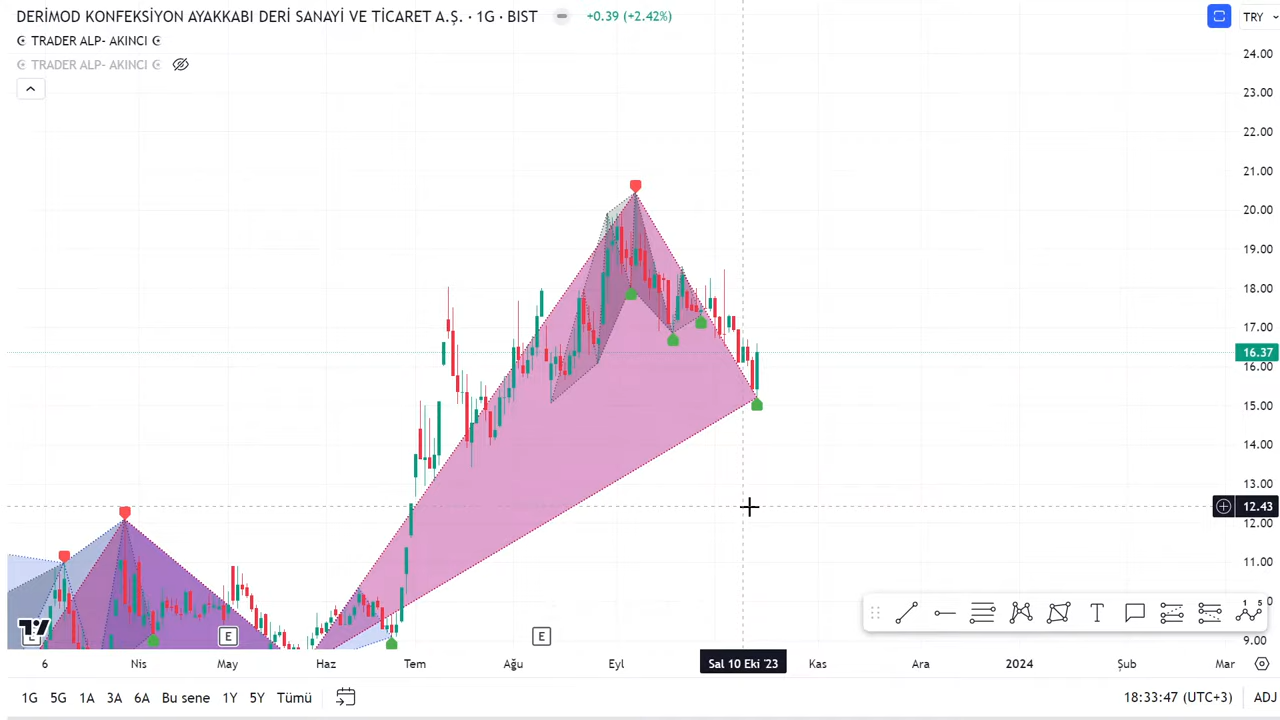 DERİMOD KONFEKSİYON AYAKKABI DERİ SANAYİ VE TİCARET A.Ş. · 1G · BIST +0.39 (+2.42%) TRY
TRADER ALP- AKINCI
TRADER ALP- AKINCI
24.00
23.00
22.00
21.00
20.00
19.00
18.00
17.00
16.37
16.00
15.00
14.00
13.00
12.43
12.00
11.00
9.00
E
E
E
6 Nis May Haz Tem Ağu Eyl Sal 10 Eki '23 Kas Ara 2024 Şub Mar
1G 5G 1A 3A 6A Bu sene 1Y 5Y Tümü 18:33:47 (UTC+3) ADJ